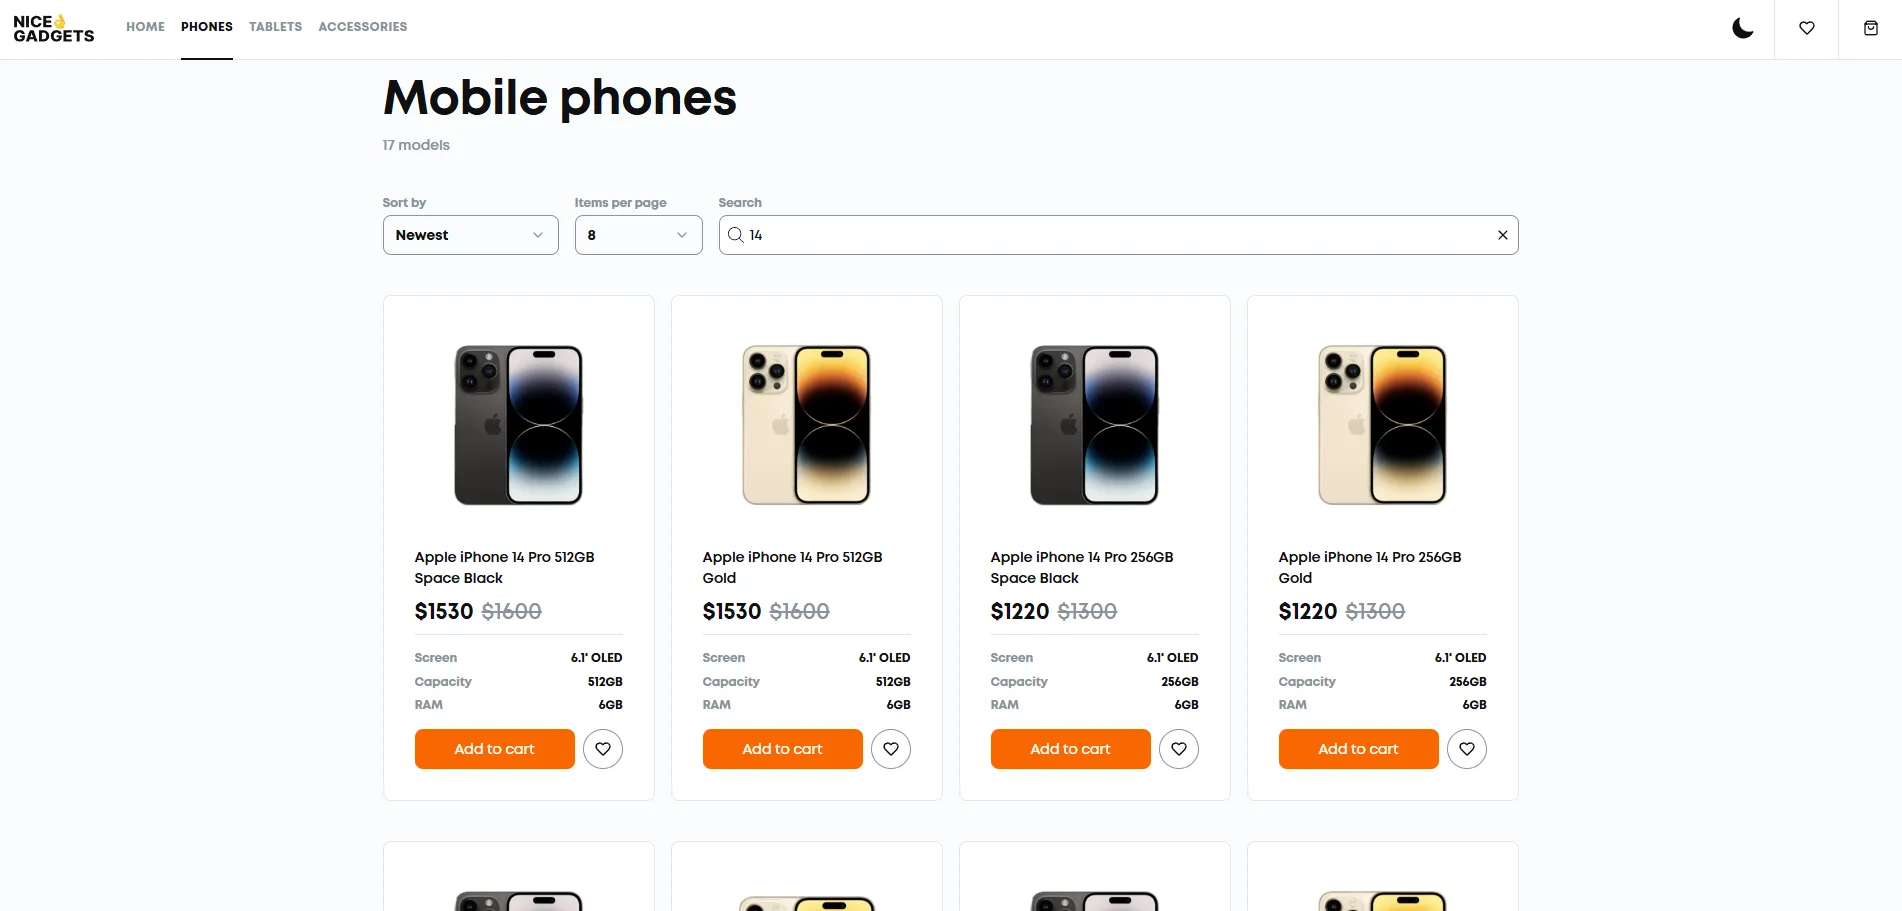 NICE👌
GADGETS
HOME PHONES TABLETS ACCESSORIES
Mobile phones
17 models
Sort by Items per page Search
Newest 8 14
Apple iPhone 14 Pro 512GB
Space Black
$1530 $1600
Screen 6.1' OLED
Capacity 512GB
RAM 6GB
Add to cart
Apple iPhone 14 Pro 512GB
Gold
$1530 $1600
Screen 6.1' OLED
Capacity 512GB
RAM 6GB
Add to cart
Apple iPhone 14 Pro 256GB
Space Black
$1220 $1300
Screen 6.1' OLED
Capacity 256GB
RAM 6GB
Add to cart
Apple iPhone 14 Pro 256GB
Gold
$1220 $1300
Screen 6.1' OLED
Capacity 256GB
RAM 6GB
Add to cart